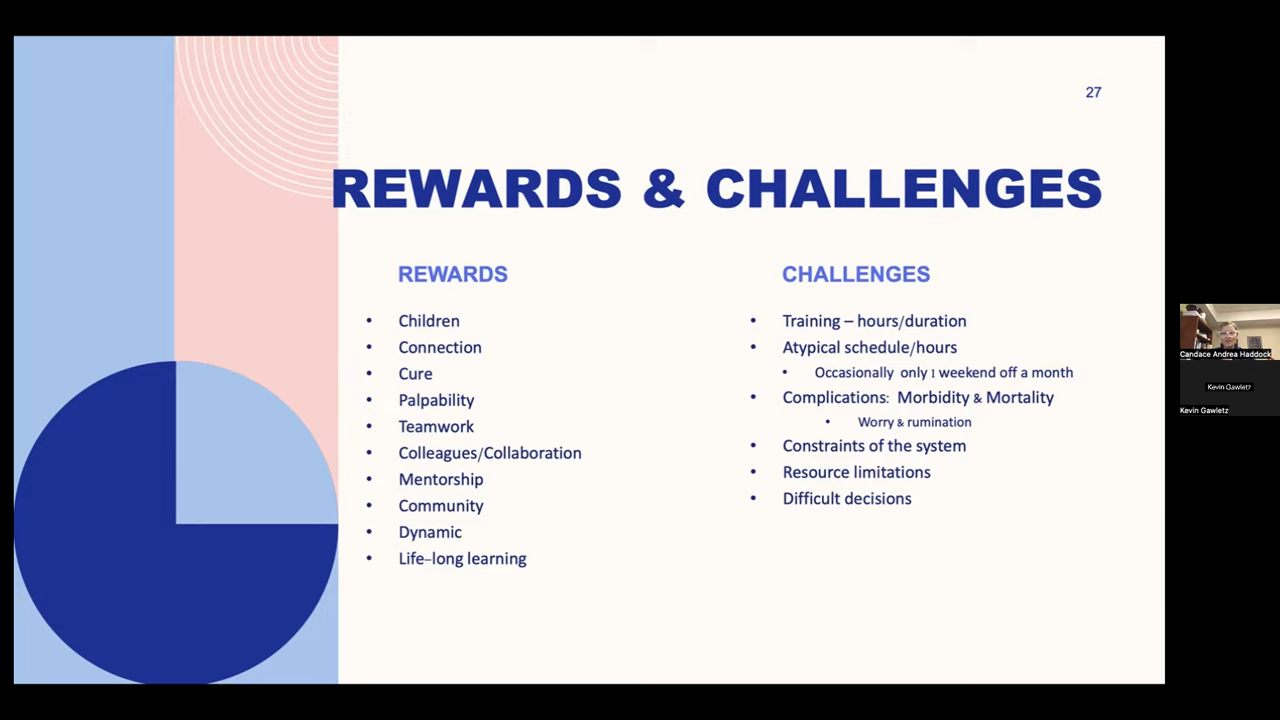 27
REWARDS & CHALLENGES
REWARDS
• Children
• Connection
• Cure
• Palpability
• Teamwork
• Colleagues/Collaboration
• Mentorship
• Community
• Dynamic
• Life-long learning
CHALLENGES
• Training – hours/duration
• Atypical schedule/hours
• Occasionally only 1 weekend off a month
• Complications: Morbidity & Mortality
• Worry & rumination
• Constraints of the system
• Resource limitations
• Difficult decisions
Candace Andrea Haddock
Kevin Gawletz
Kevin Gawletz